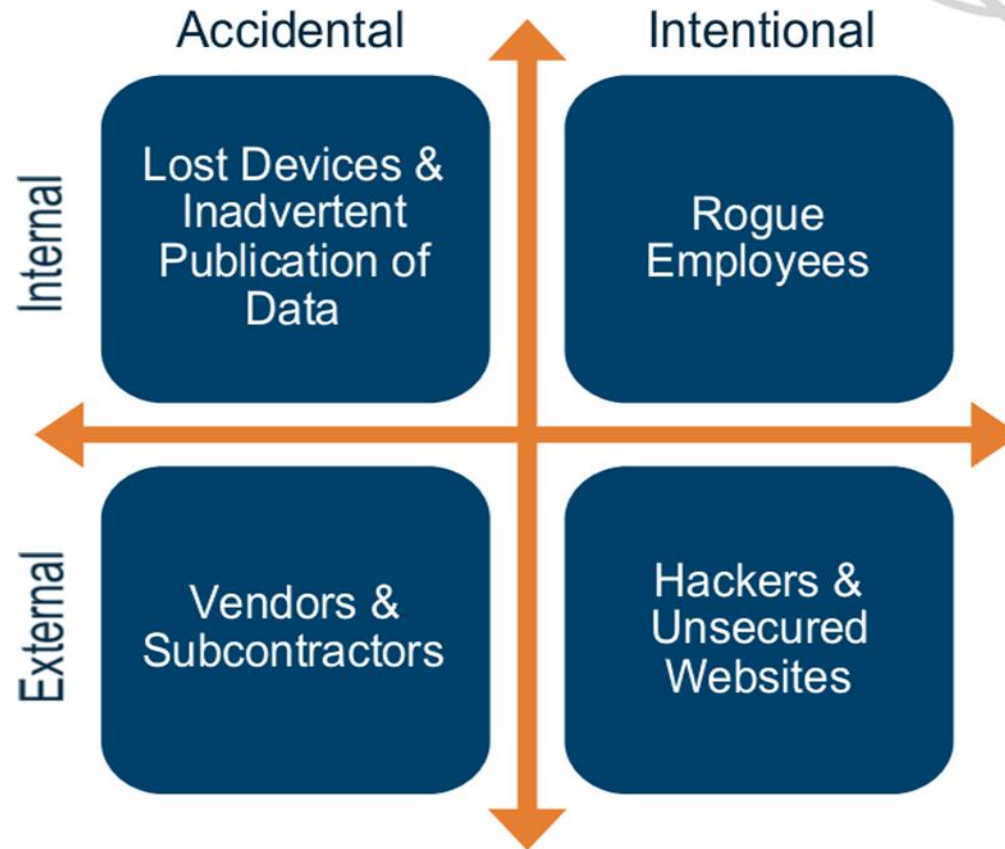 Accidental
Intentional
Internal
Lost Devices &
Inadvertent
Publication of
Data
Rogue
Employees
External
Vendors &
Subcontractors
Hackers &
Unsecured
Websites